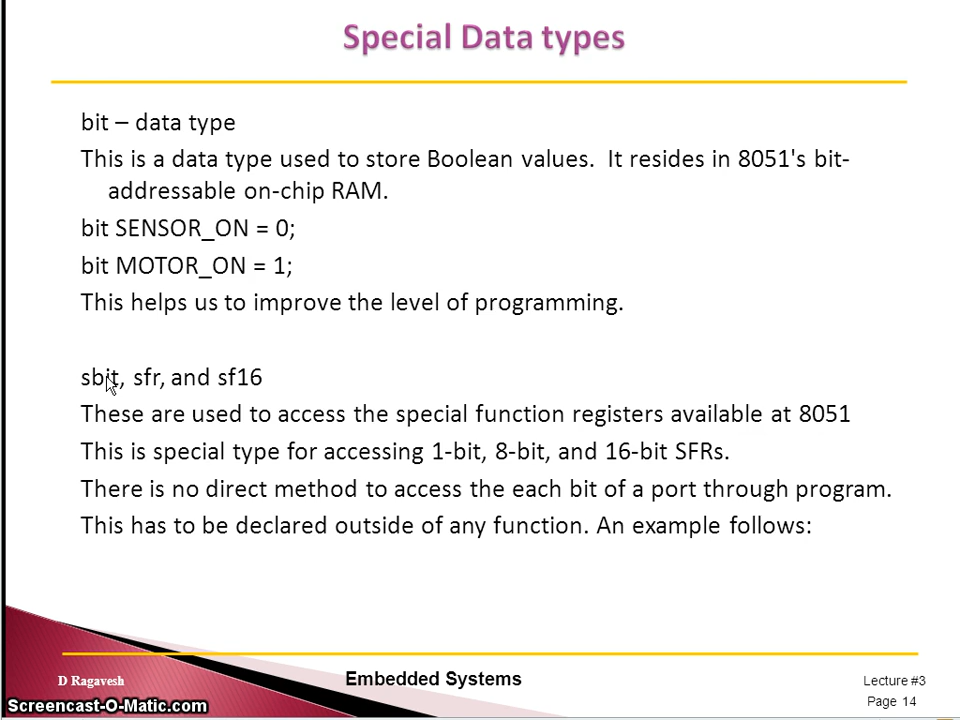 Special Data types
bit – data type
This is a data type used to store Boolean values.  It resides in 8051's bit-
addressable on-chip RAM.
bit SENSOR_ON = 0;
bit MOTOR_ON = 1;
This helps us to improve the level of programming.
sbit, sfr, and sf16
These are used to access the special function registers available at 8051
This is special type for accessing 1-bit, 8-bit, and 16-bit SFRs.
There is no direct method to access the each bit of a port through program.
This has to be declared outside of any function. An example follows:
D Ragavesh
Embedded Systems
Lecture #3
Page 14
Screencast-O-Matic.com